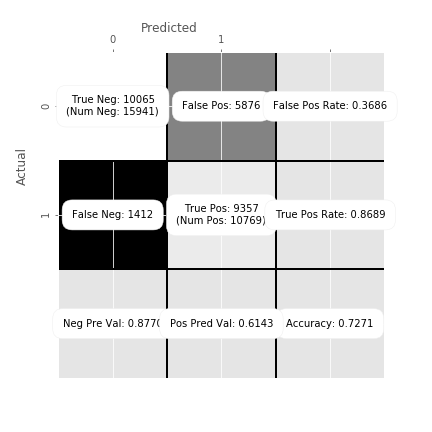 Predicted
0 1
Actual
0
True Neg: 10065
(Num Neg: 15941)
False Pos: 5876
False Pos Rate: 0.3686
1
False Neg: 1412
True Pos: 9357
(Num Pos: 10769)
True Pos Rate: 0.8689
Neg Pre Val: 0.8770
Pos Pred Val: 0.6143
Accuracy: 0.7271